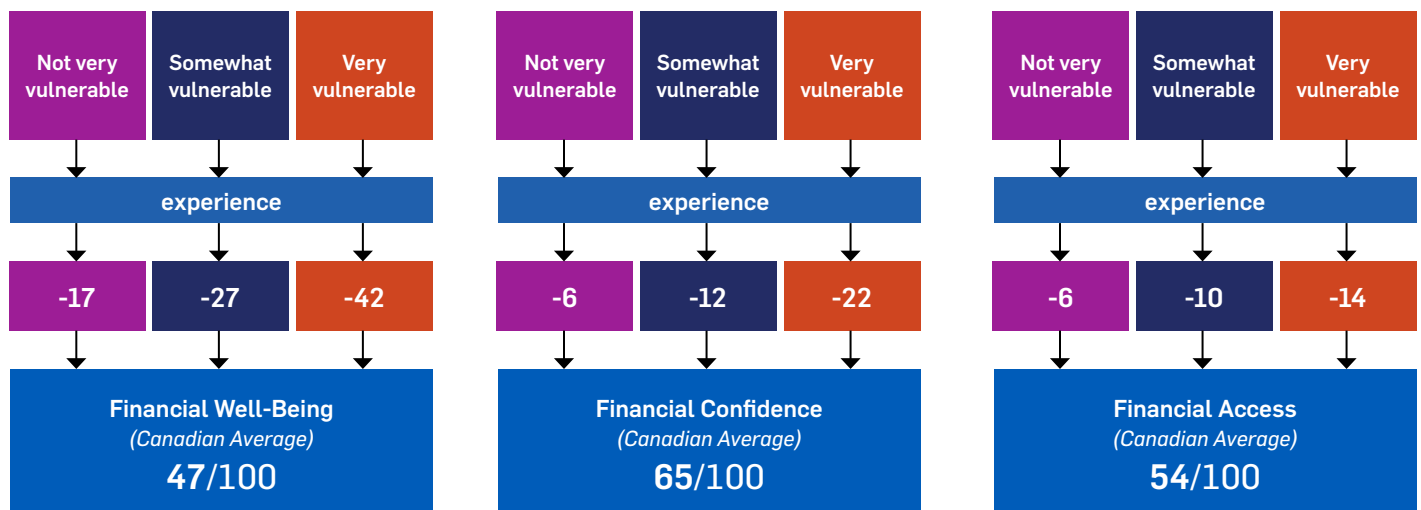 Not very
vulnerable
Somewhat
vulnerable
Very
vulnerable
experience
-17
-27
-42
Financial Well-Being
(Canadian Average)
47/100
Not very
vulnerable
Somewhat
vulnerable
Very
vulnerable
experience
-6
-12
-22
Financial Confidence
(Canadian Average)
65/100
Not very
vulnerable
Somewhat
vulnerable
Very
vulnerable
experience
-6
-10
-14
Financial Access
(Canadian Average)
54/100